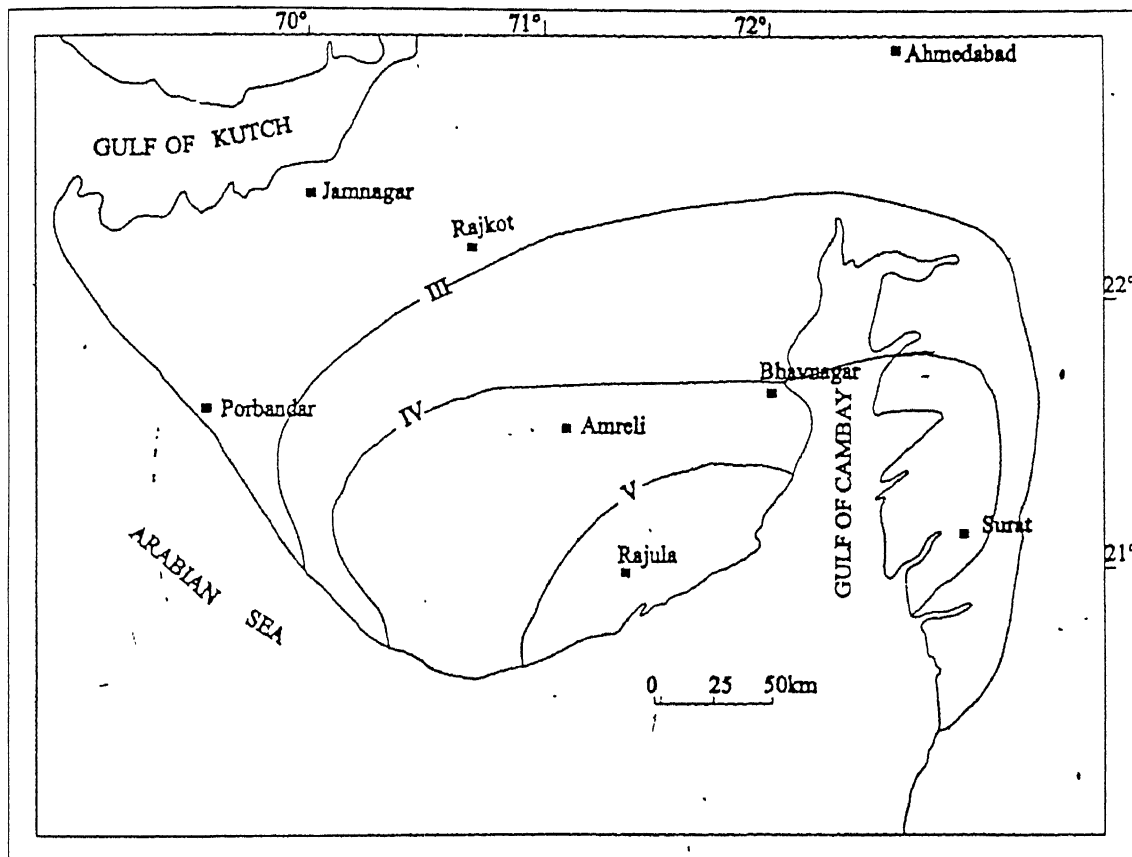 70° 71° 72°
Ahmedabad
GULF OF KUTCH
Jamnagar
Rajkot
III
22°
Bhavnagar
Porbandar
IV
Amreli
V
GULF OF CAMBAY
Surat
ARABIAN SEA
Rajula
21°
0 25 50km